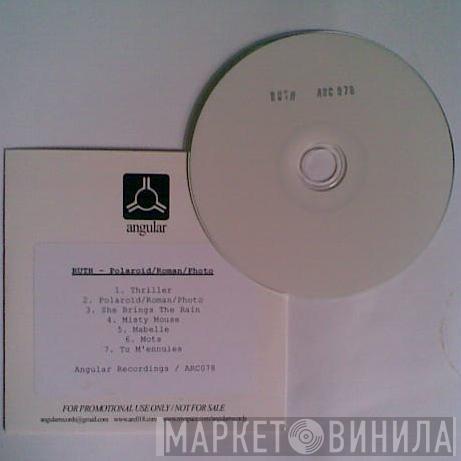 RUTH ARC 078
angular
RUTH - Polaroid/Roman/Photo
1. Thriller
2. Polaroid/Roman/Photo
3. She Brings The Rain
4. Misty Mouse
5. Mabelle
6. Mots
7. Tu M'ennuies
Angular Recordings / ARC078
FOR PROMOTIONAL USE ONLY / NOT FOR SALE
МАРКЕТ ВИНИЛА